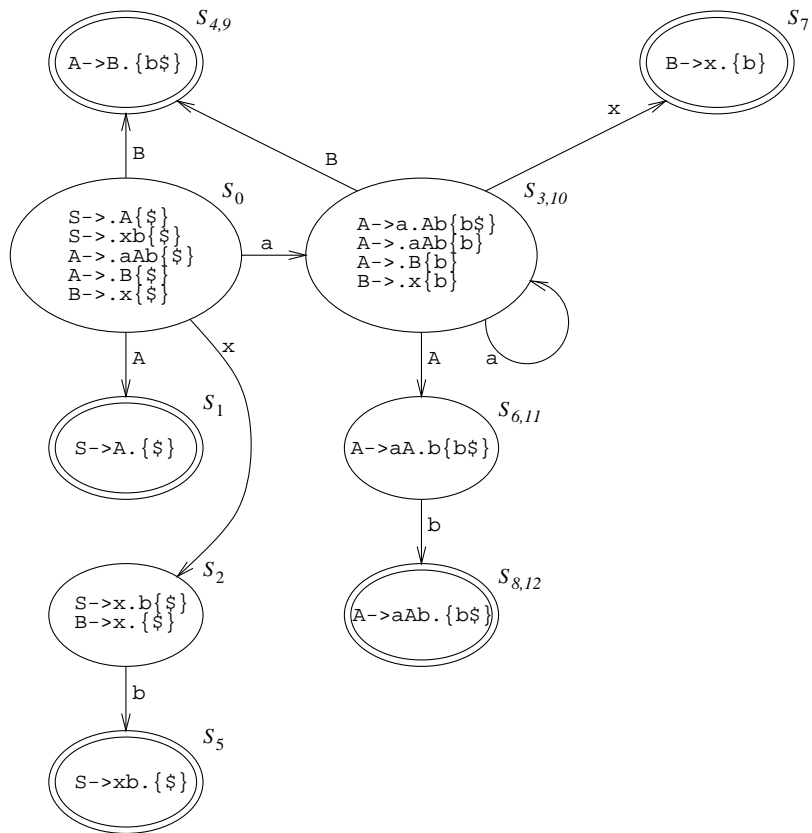 S4,9
S7
A->B.{b$}
B->x.{b}
x
B
B
S0
S3,10
S->.A{$}
S->.xb{$}
A->.aAb{$}
A->.B{$}
B->.x{$}
a
A->a.Ab{b$}
A->.aAb{b}
A->.B{b}
B->.x{b}
A
x
A
a
S1
S6,11
S->A.{$}
A->aA.b{b$}
b
S2
S8,12
S->x.b{$}
B->x.{$}
A->aAb.{b$}
b
S5
S->xb.{$}